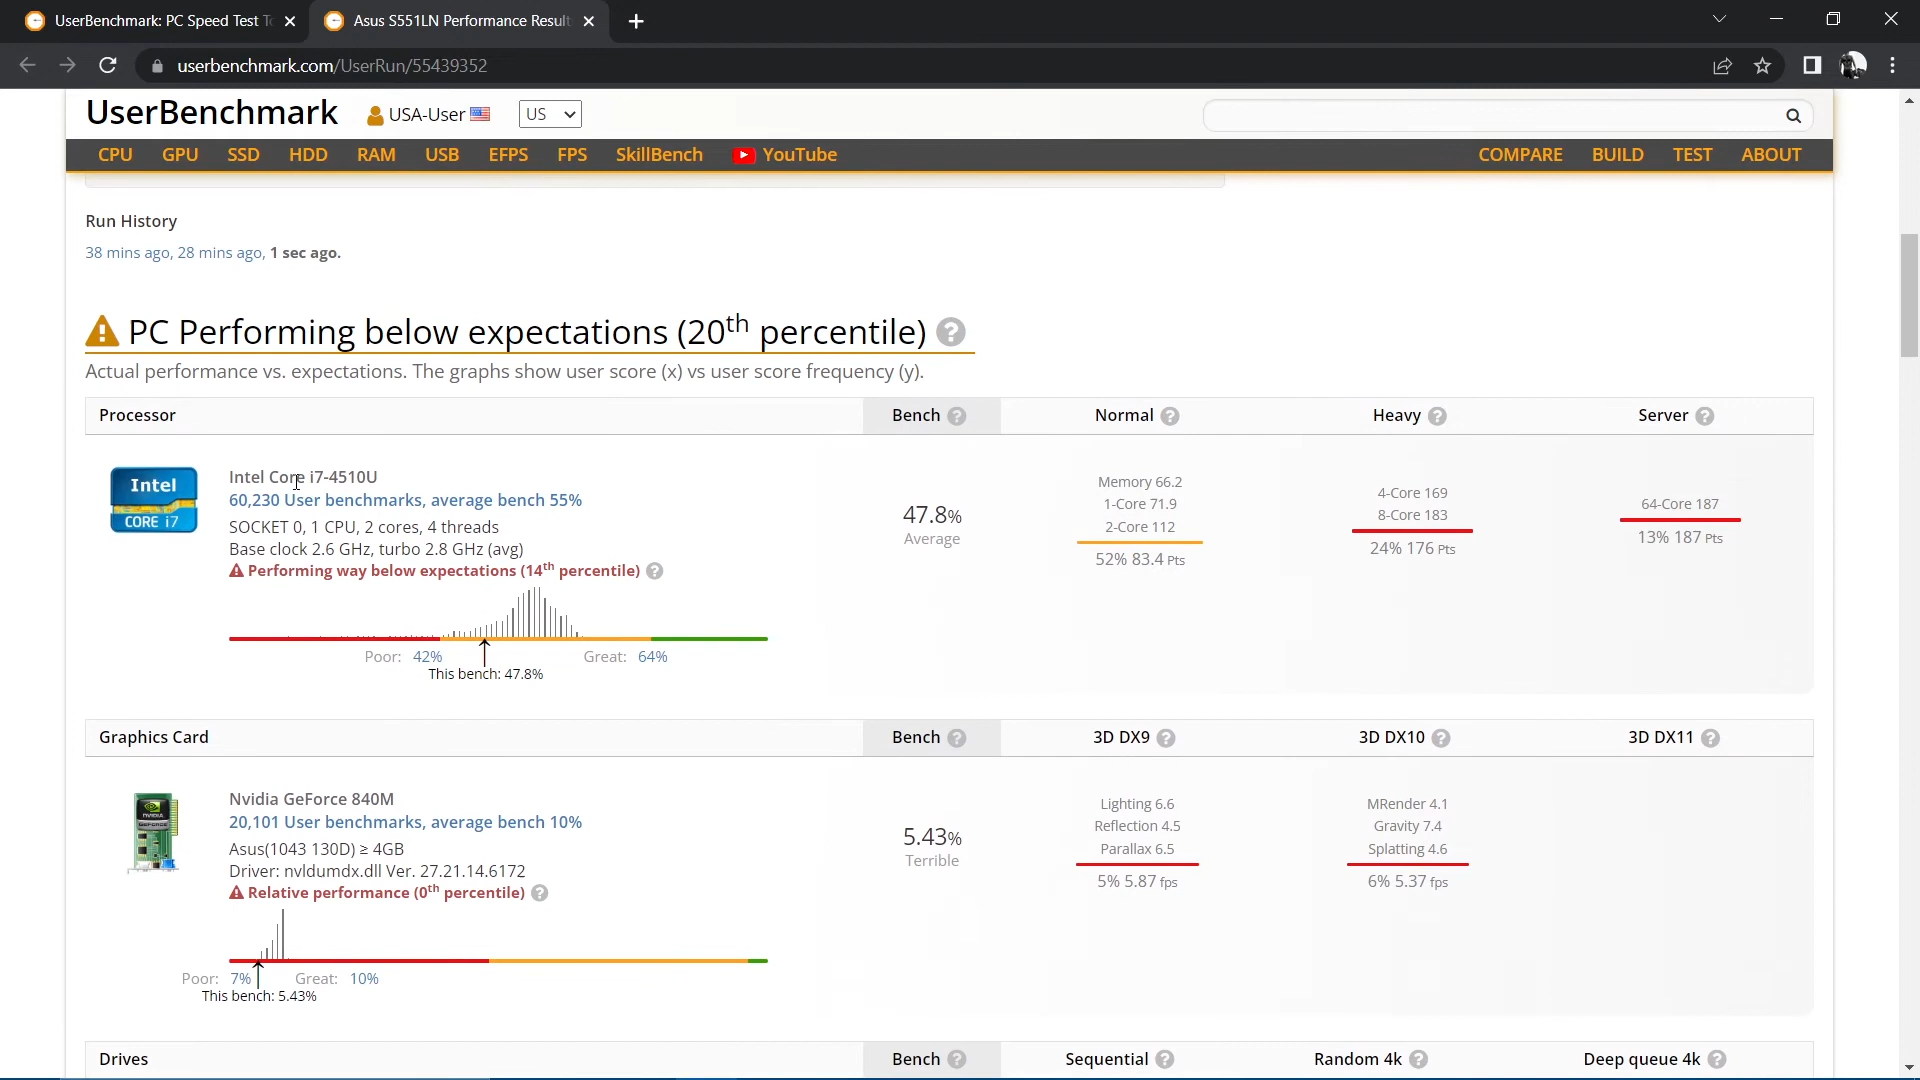 UserBenchmark: PC Speed Test T
Asus S551LN Performance Result
userbenchmark.com/UserRun/55439352
UserBenchmark USA-User US
CPU GPU SSD HDD RAM USB EFPS FPS SkillBench YouTube COMPARE BUILD TEST ABOUT
Run History
38 mins ago, 28 mins ago, 1 sec ago.
PC Performing below expectations (20th percentile) ?
Actual performance vs. expectations. The graphs show user score (x) vs user score frequency (y).
Processor Bench ? Normal ? Heavy ? Server ?
Intel CORE i7
Intel Core i7-4510U
60,230 User benchmarks, average bench 55%
SOCKET 0, 1 CPU, 2 cores, 4 threads
Base clock 2.6 GHz, turbo 2.8 GHz (avg)
Performing way below expectations (14th percentile) ?
Poor: 42% Great: 64%
This bench: 47.8%
47.8%
Average
Memory 66.2
1-Core 71.9
2-Core 112
52% 83.4 Pts
4-Core 169
8-Core 183
24% 176 Pts
64-Core 187
13% 187 Pts
Graphics Card Bench ? 3D DX9 ? 3D DX10 ? 3D DX11 ?
NVIDIA GEFORCE
Nvidia GeForce 840M
20,101 User benchmarks, average bench 10%
Asus(1043 130D) ≥ 4GB
Driver: nvldumdx.dll Ver. 27.21.14.6172
Relative performance (0th percentile) ?
Poor: 7% Great: 10%
This bench: 5.43%
5.43%
Terrible
Lighting 6.6
Reflection 4.5
Parallax 6.5
5% 5.87 fps
MRender 4.1
Gravity 7.4
Splatting 4.6
6% 5.37 fps
Drives Bench ? Sequential ? Random 4k ? Deep queue 4k ?